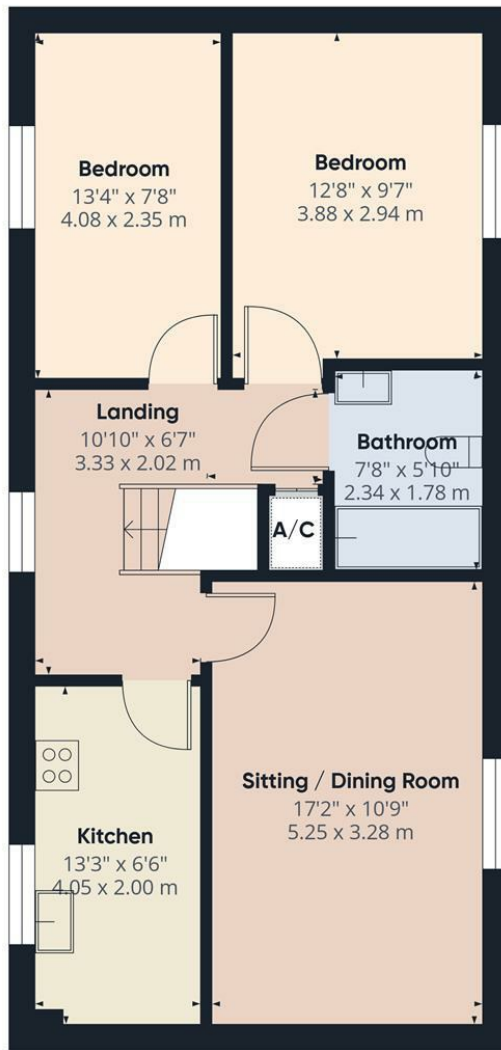 Bedroom
13'4" x 7'8"
4.08 x 2.35 m
Bedroom
12'8" x 9'7"
3.88 x 2.94 m
Landing
10'10" x 6'7"
3.33 x 2.02 m
Bathroom
7'8" x 5'10"
2.34 x 1.78 m
A/C
Sitting / Dining Room
17'2" x 10'9"
5.25 x 3.28 m
Kitchen
13'3" x 6'6"
4.05 x 2.00 m